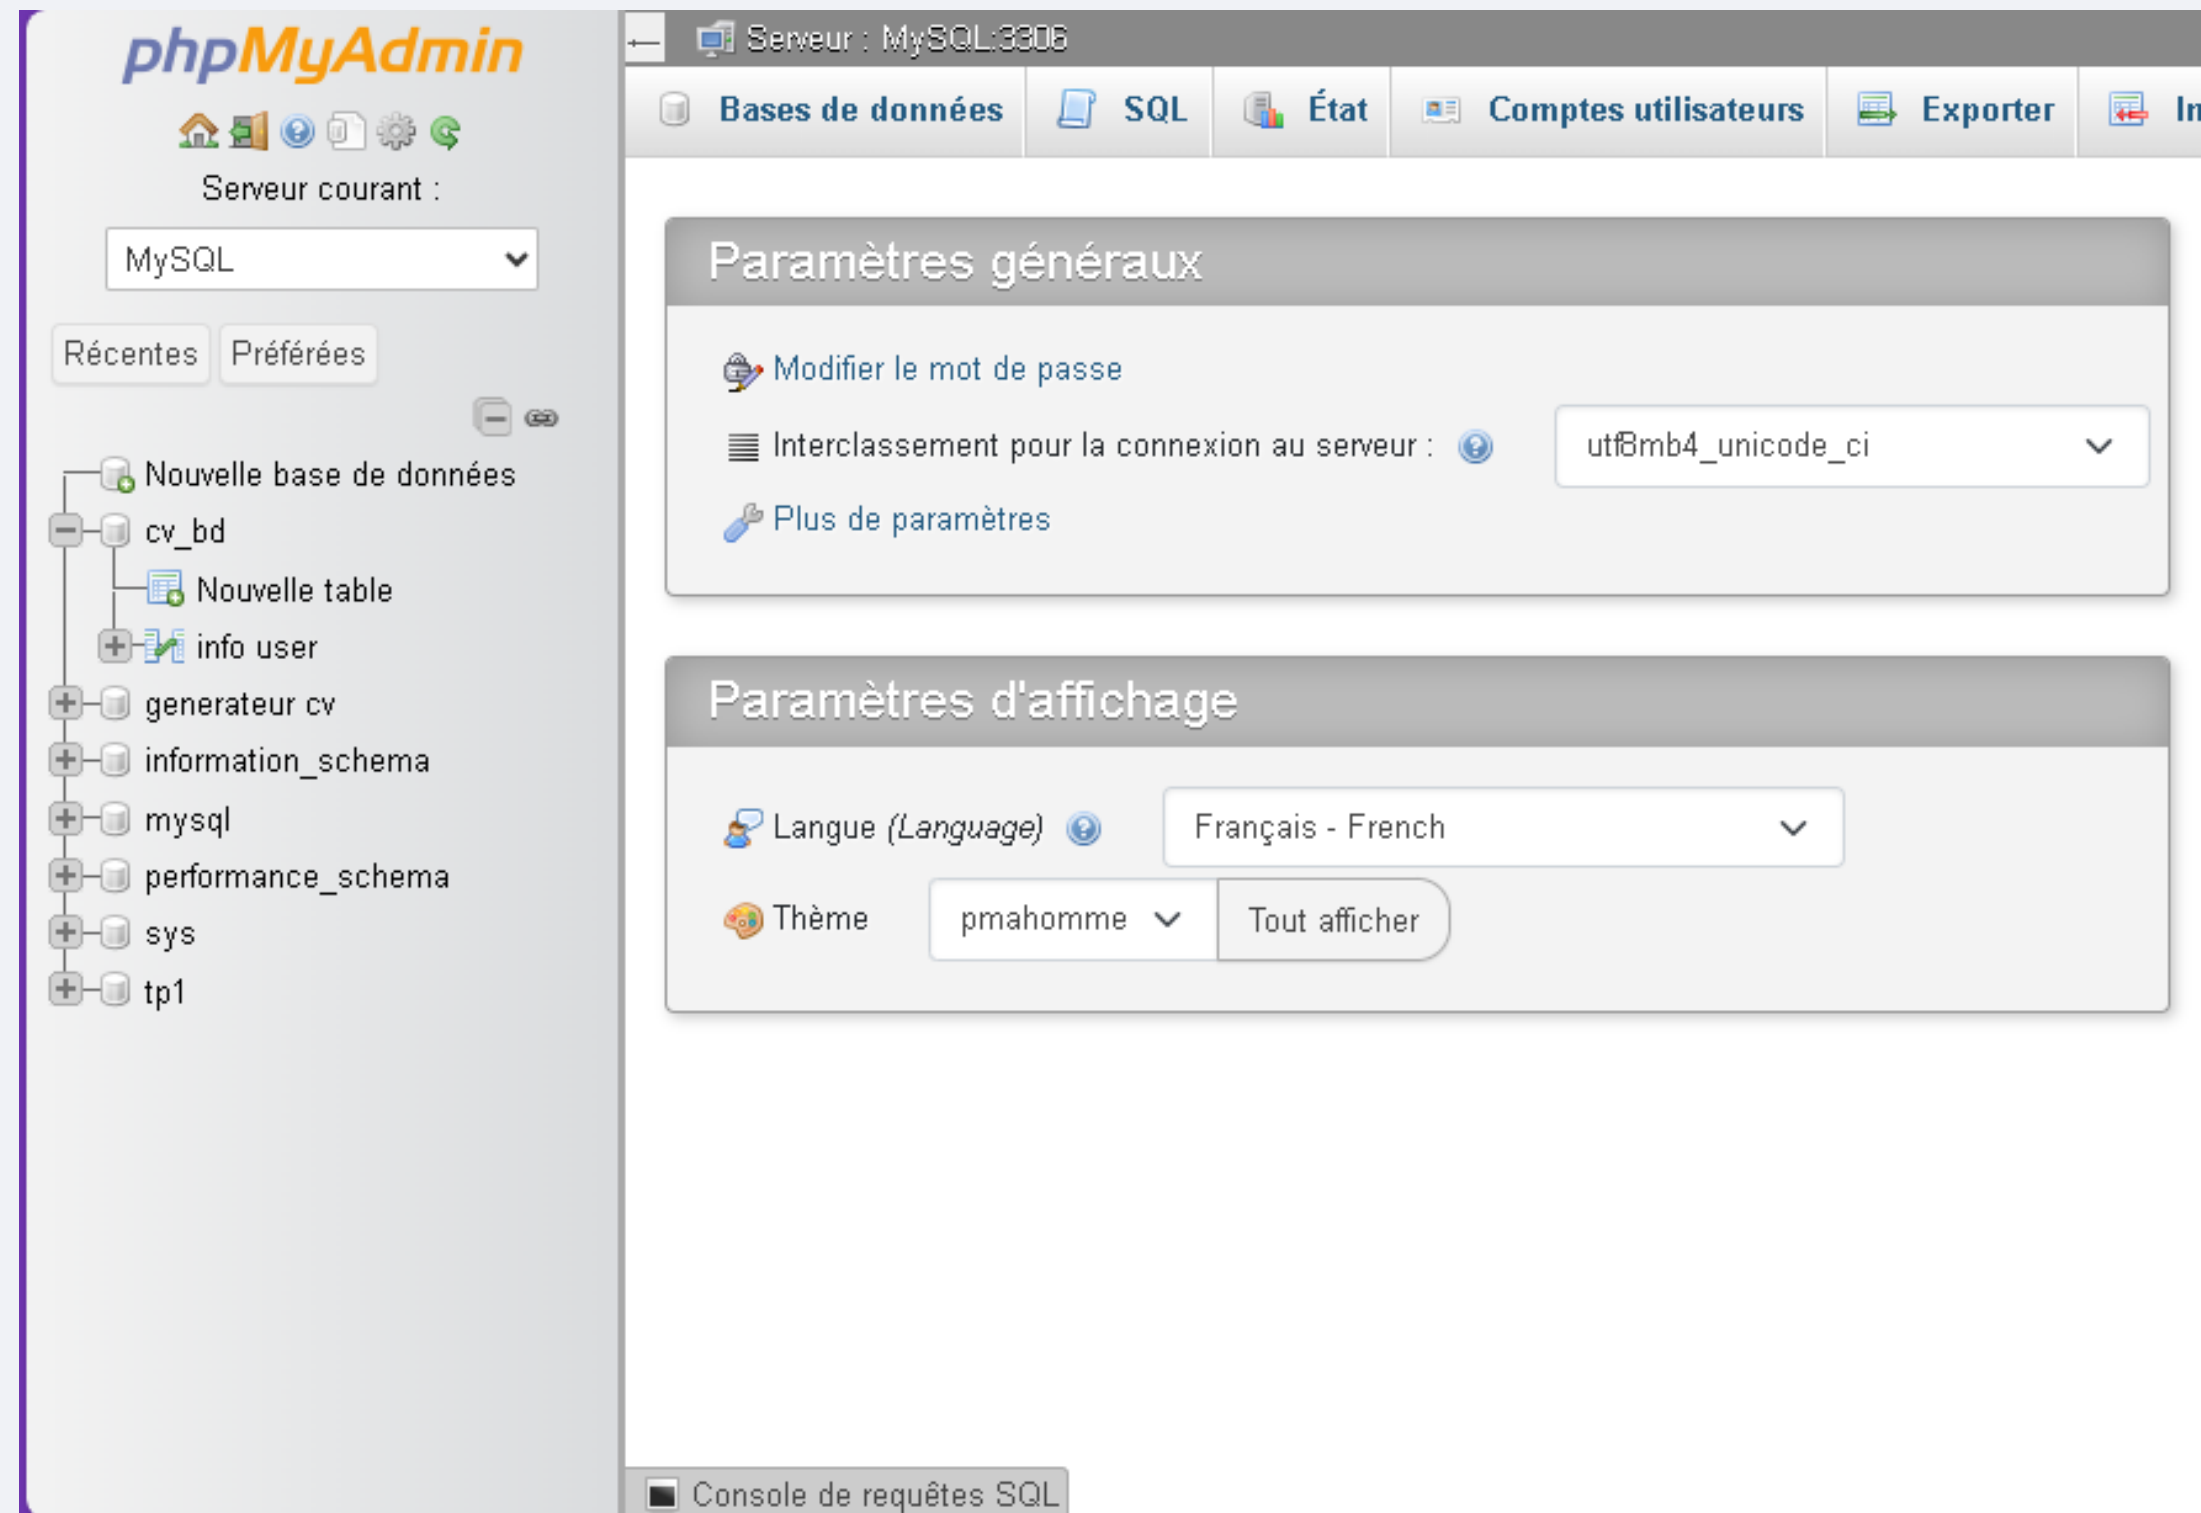 phpMyAdmin
Serveur courant :
MySQL
Récentes Préférées
Nouvelle base de données
cv_bd
Nouvelle table
info user
generateur cv
information_schema
mysql
performance_schema
sys
tp1
Serveur : MySQL:3306
Bases de données SQL État Comptes utilisateurs Exporter In
Paramètres généraux
Modifier le mot de passe
Interclassement pour la connexion au serveur : utf8mb4_unicode_ci
Plus de paramètres
Paramètres d'affichage
Langue (Language) Français - French
Thème pmahomme Tout afficher
Console de requêtes SQL